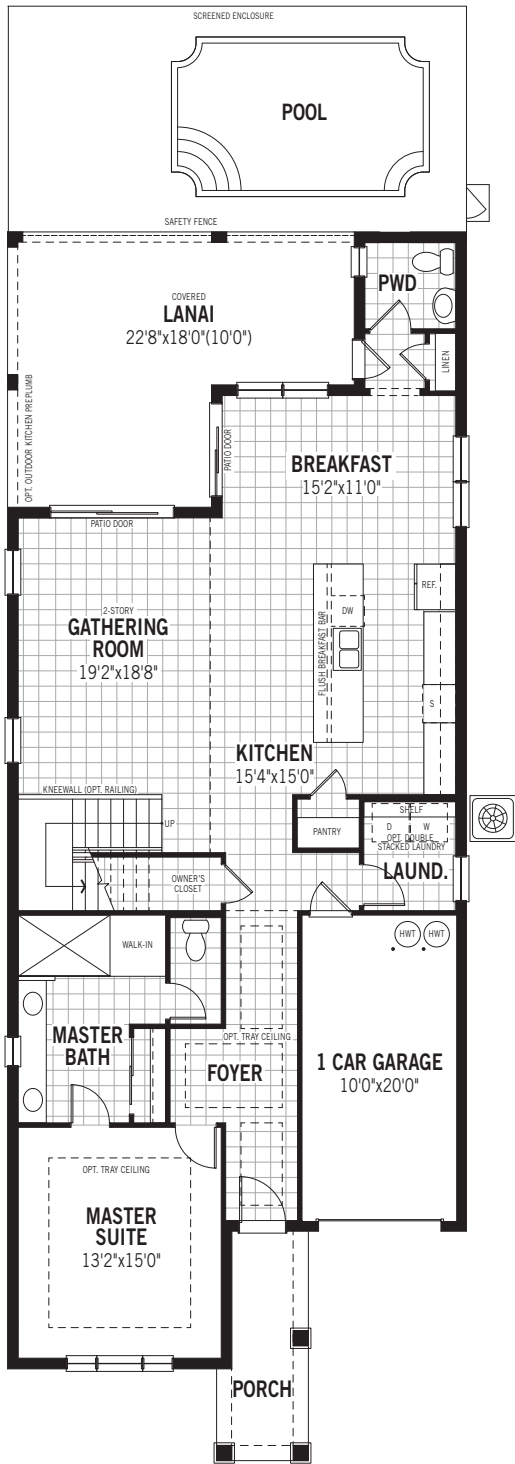 SCREENED ENCLOSURE
POOL
SAFETY FENCE
PWD
COVERED
LANAI
22'8"x18'0"(10'0")
LINEN
OPT. OUTDOOR KITCHEN PREPLUMB
PATIO DOOR
BREAKFAST
15'2"x11'0"
PATIO DOOR
REF.
2-STORY
GATHERING
ROOM
19'2"x18'8"
DW
FLUSH BREAKFAST BAR
S
KITCHEN
15'4"x15'0"
KNEEWALL (OPT. RAILING)
UP
PANTRY
SHELF
D
W
OPT. DOUBLE
STACKED LAUNDRY
LAUND.
OWNER'S
CLOSET
HWT
HWT
WALK-IN
MASTER
BATH
OPT. TRAY CEILING
FOYER
1 CAR GARAGE
10'0"x20'0"
OPT. TRAY CEILING
MASTER
SUITE
13'2"x15'0"
PORCH